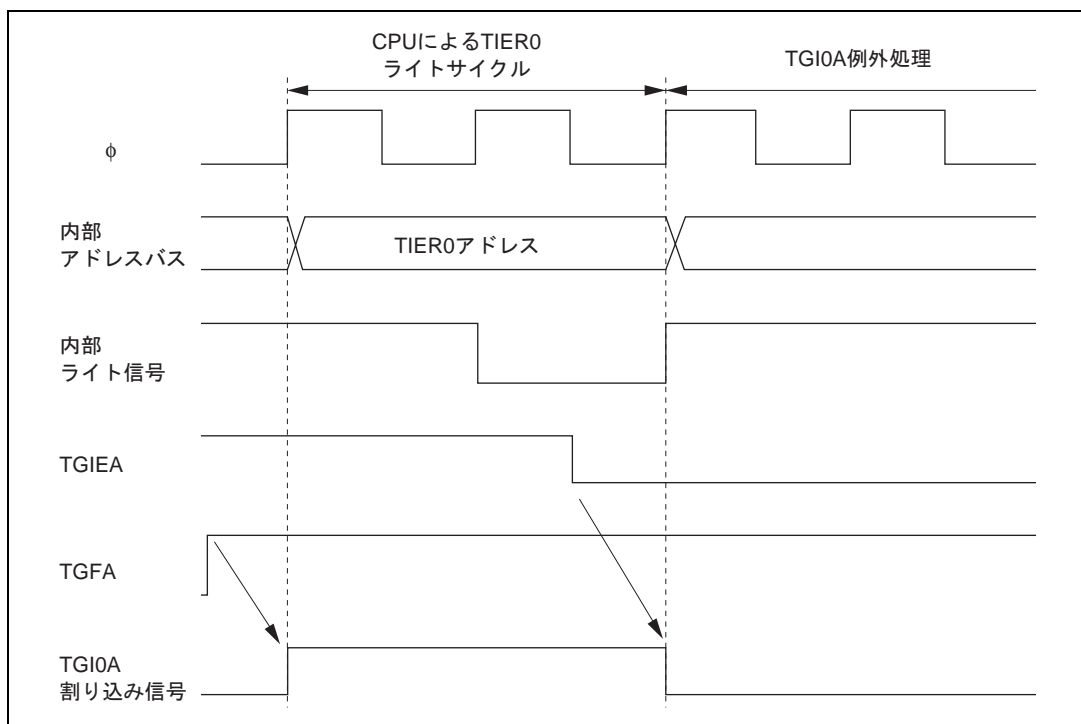 CPUによるTIER0
ライトサイクル
TGI0A例外処理
φ
内部
アドレスバス
TIER0アドレス
内部
ライト信号
TGIEA
TGFA
TGI0A
割り込み信号